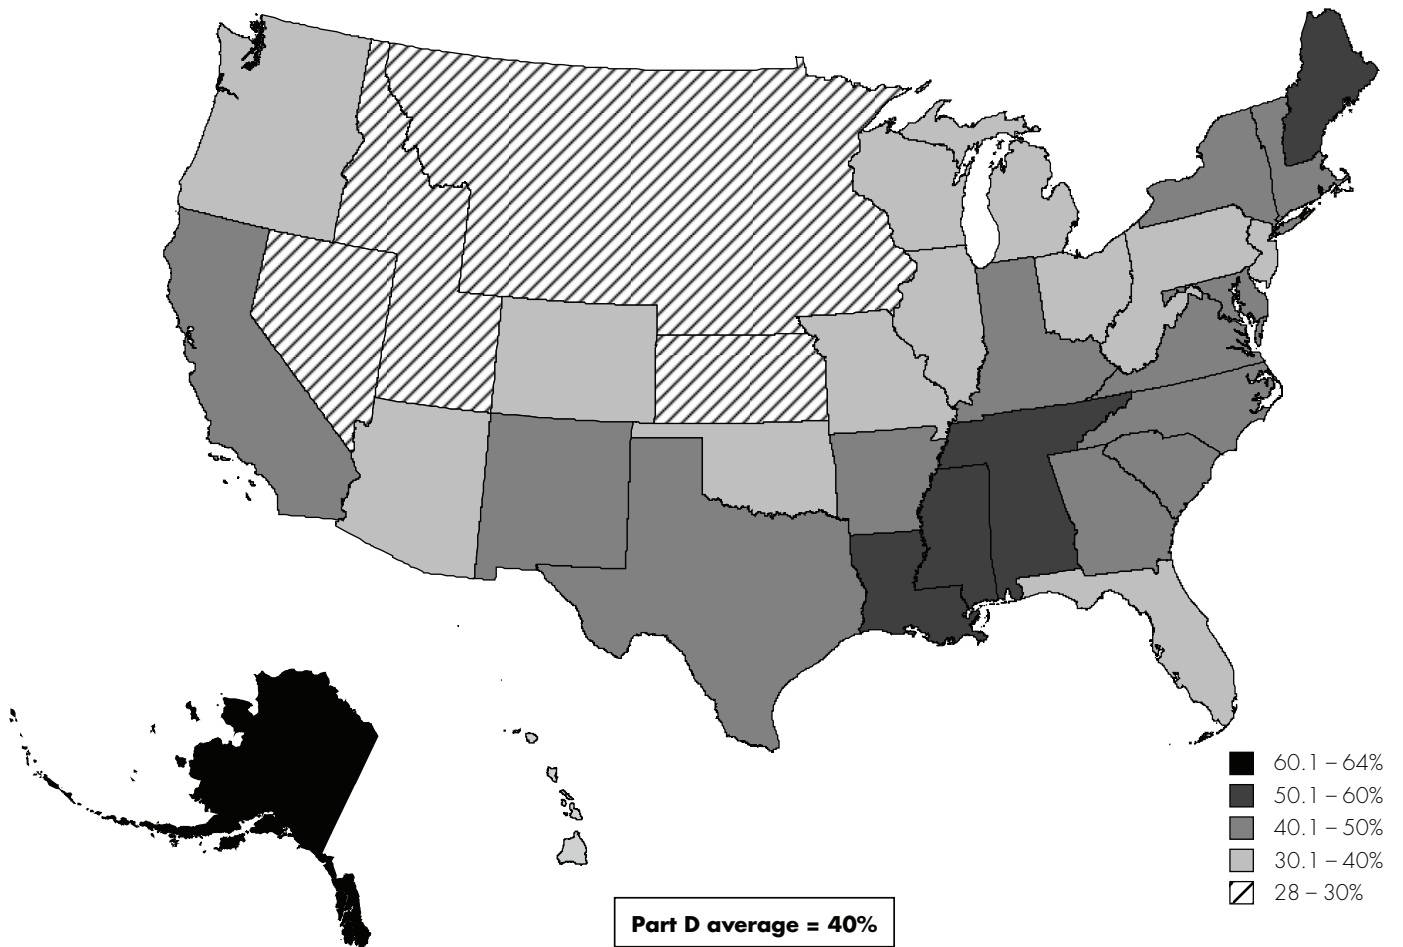 60.1 – 64%
50.1 – 60%
40.1 – 50%
30.1 – 40%
28 – 30%
Part D average = 40%